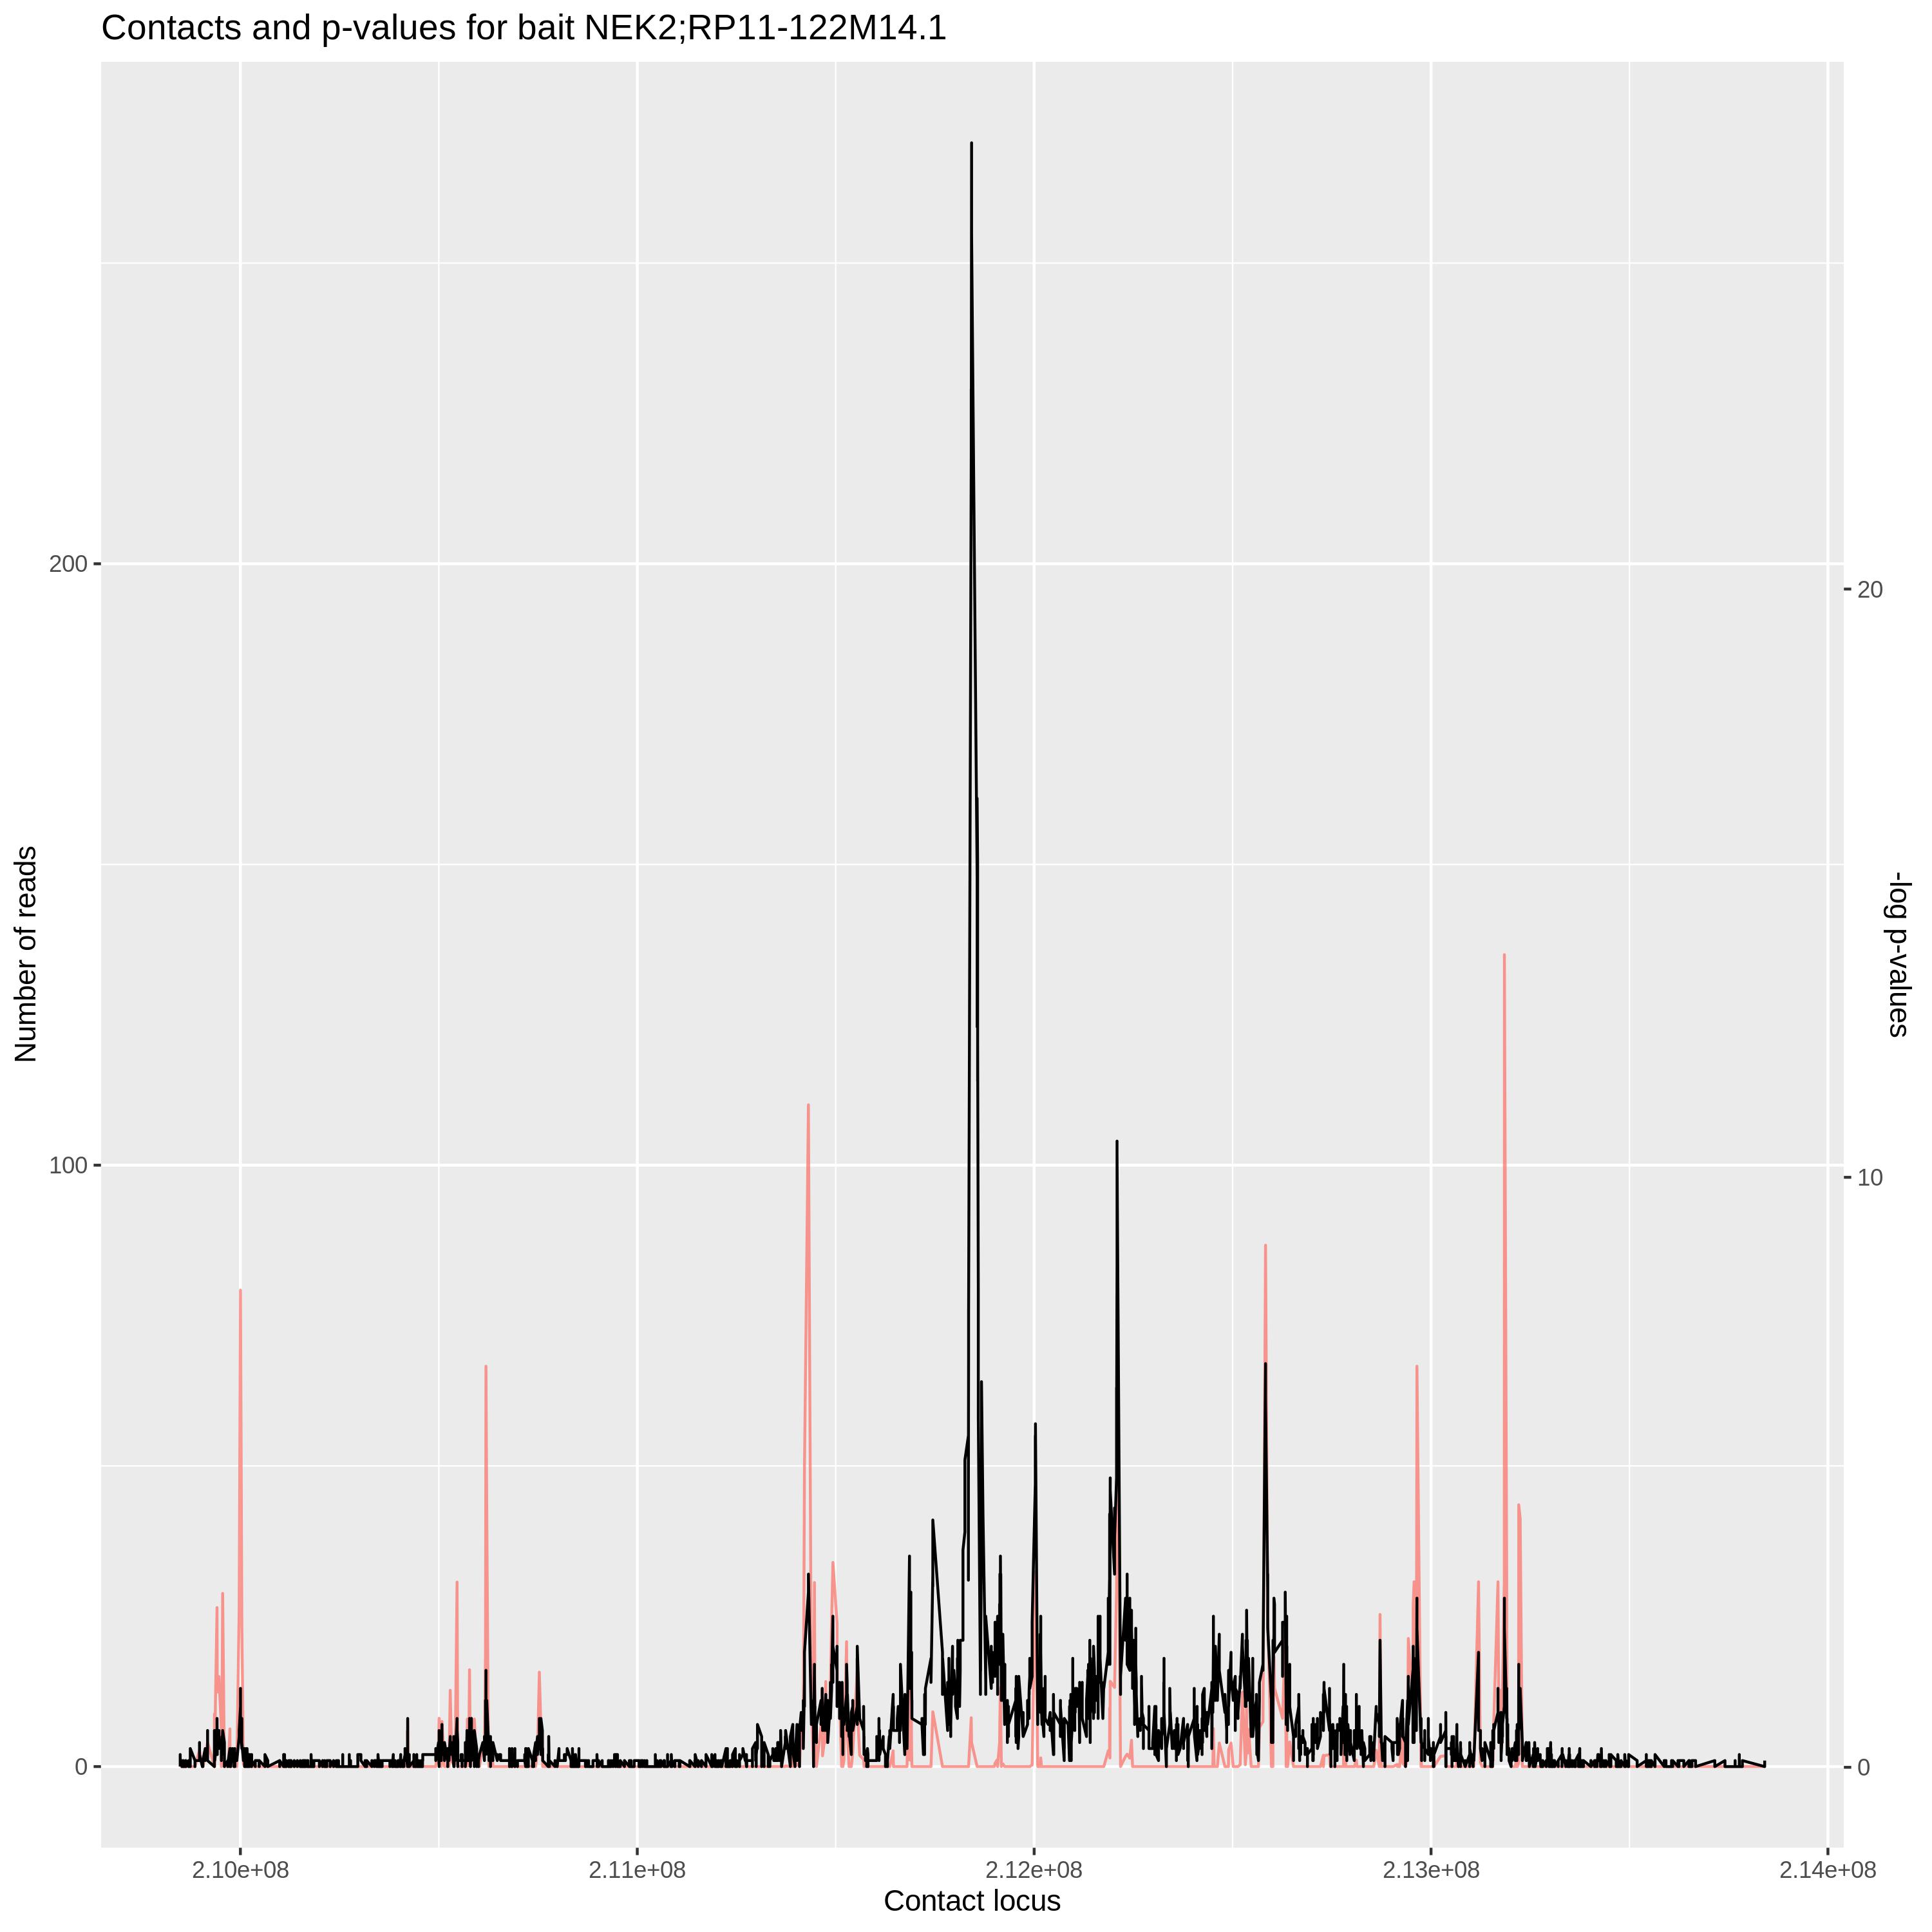 Contacts and p-values for bait NEK2;RP11-122M14.1
Number of reads
200
100
0
-log p-values
20
10
0
2.10e+08 2.11e+08 2.12e+08 2.13e+08 2.14e+08
Contact locus